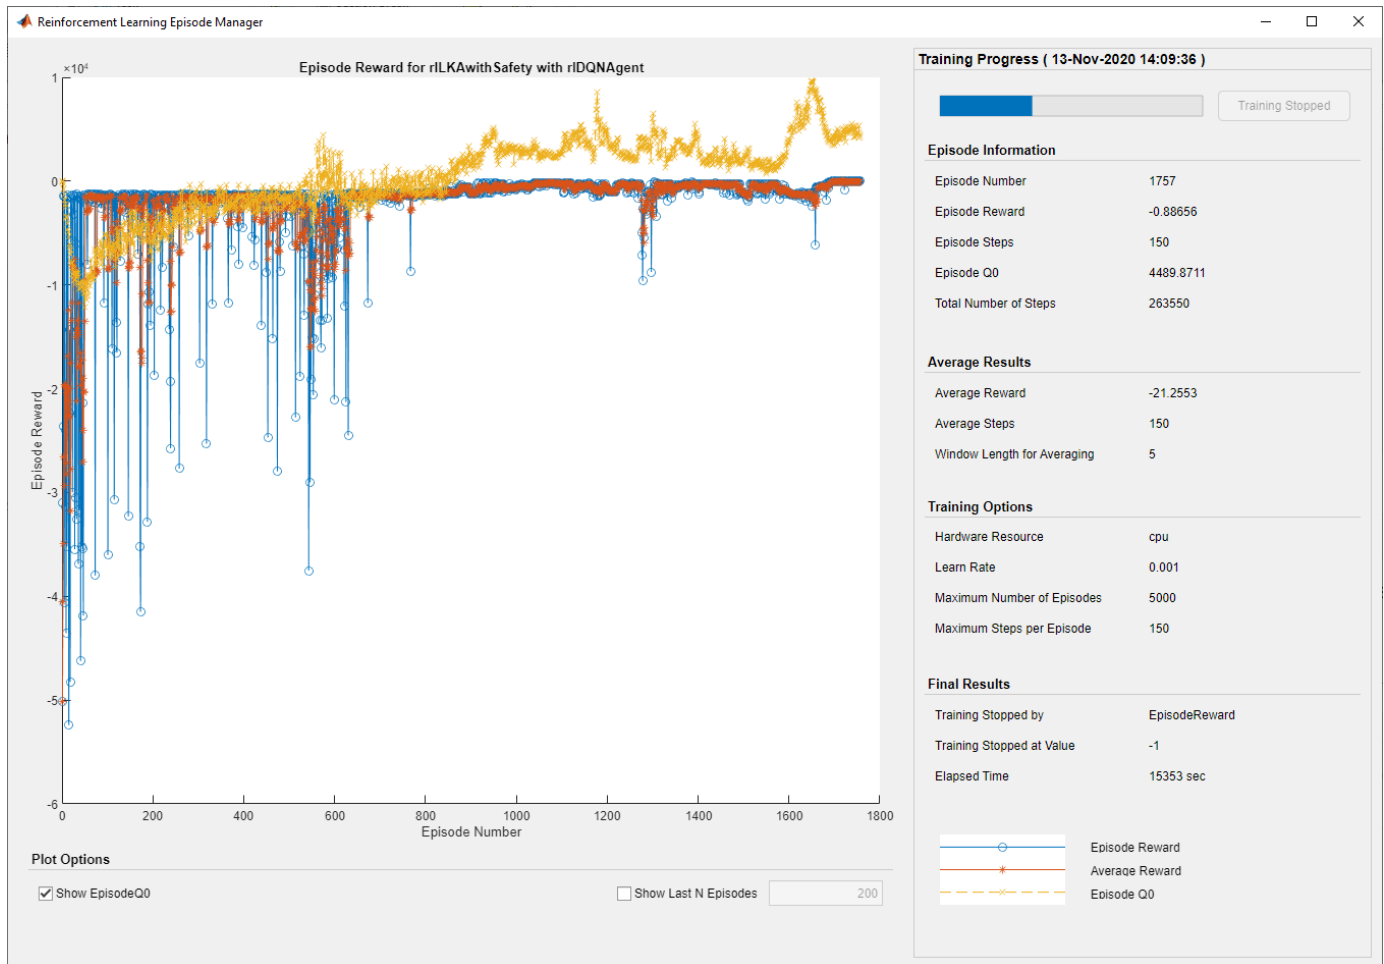 Reinforcement Learning Episode Manager
Episode Reward for rlLKAwithSafety with rlDQNAgent
×10⁴
1
0
-1
-2
-3
-4
-5
-6
Episode Reward
0 200 400 600 800 1000 1200 1400 1600 1800
Episode Number
Plot Options
Show EpisodeQ0
Show Last N Episodes 200
Training Progress ( 13-Nov-2020 14:09:36 )
Training Stopped
Episode Information
Episode Number 1757
Episode Reward -0.88656
Episode Steps 150
Episode Q0 4489.8711
Total Number of Steps 263550
Average Results
Average Reward -21.2553
Average Steps 150
Window Length for Averaging 5
Training Options
Hardware Resource cpu
Learn Rate 0.001
Maximum Number of Episodes 5000
Maximum Steps per Episode 150
Final Results
Training Stopped by EpisodeReward
Training Stopped at Value -1
Elapsed Time 15353 sec
Episode Reward
Average Reward
Episode Q0